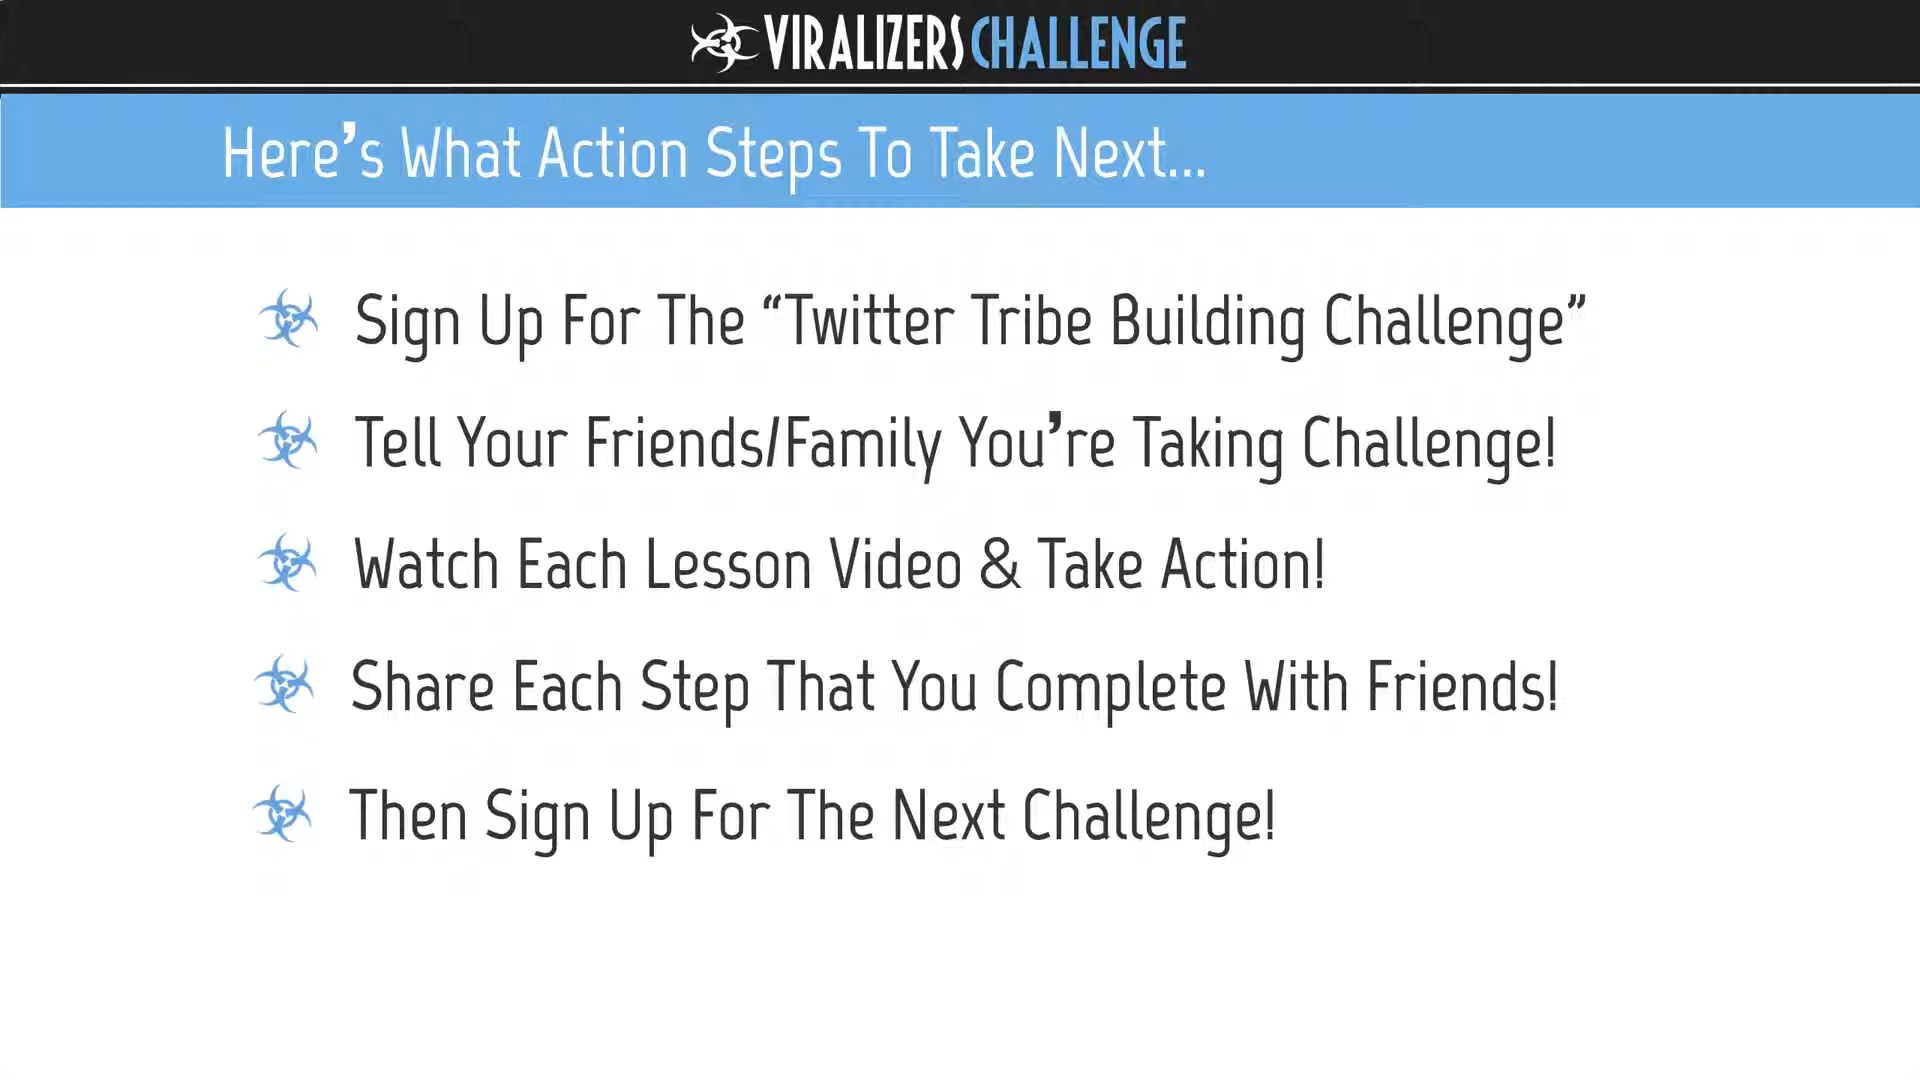 VIRALIZERS CHALLENGE
Here's What Action Steps To Take Next...
Sign Up For The “Twitter Tribe Building Challenge”
Tell Your Friends/Family You're Taking Challenge!
Watch Each Lesson Video & Take Action!
Share Each Step That You Complete With Friends!
Then Sign Up For The Next Challenge!